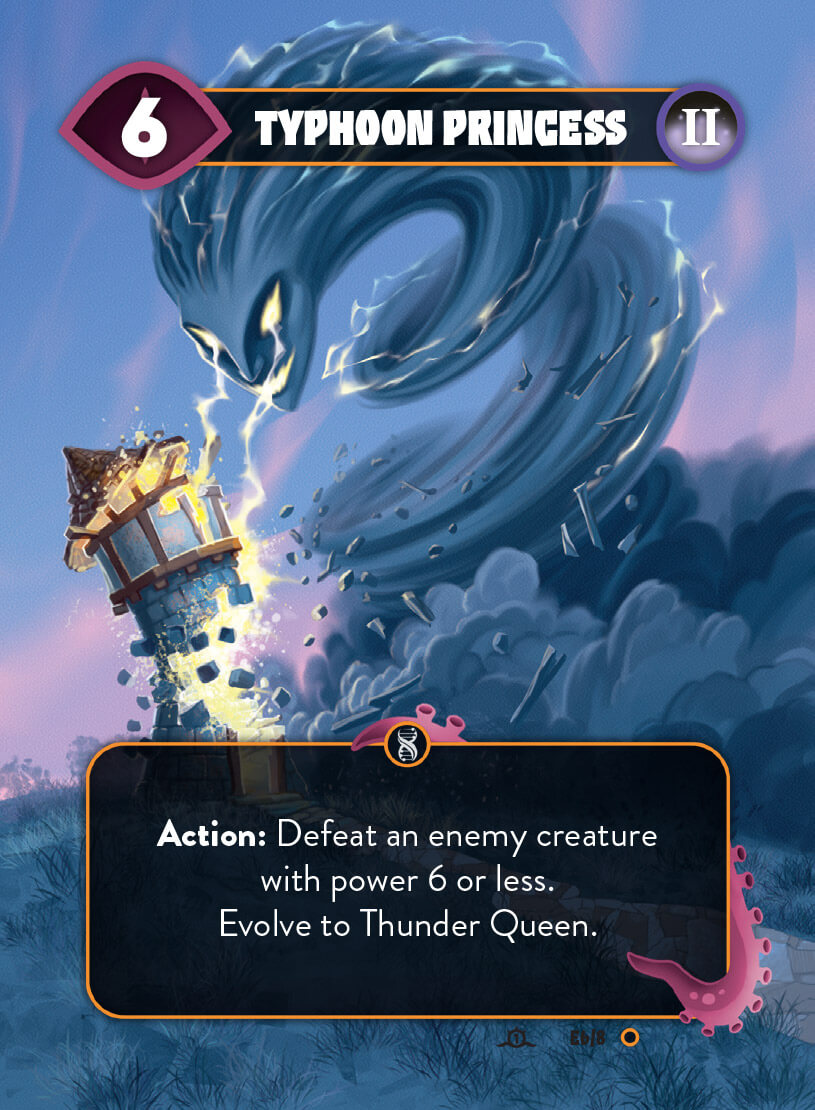 6 TYPHOON PRINCESS II
Action: Defeat an enemy creature
with power 6 or less.
Evolve to Thunder Queen.